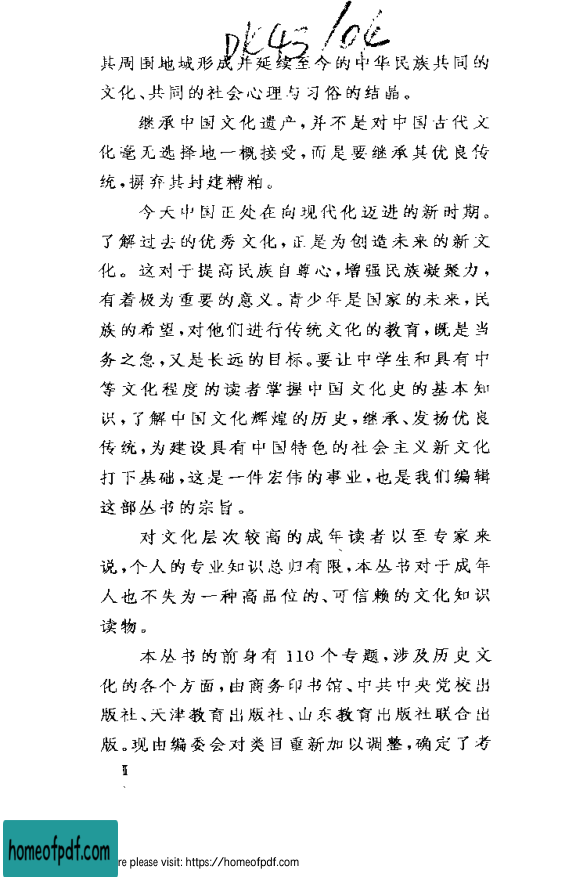 DK43/04
其周围地域形成并延续至今的中华民族共同的
文化、共同的社会心理与习俗的结晶。
继承中国文化遗产,并不是对中国古代文
化毫无选择地一概接受,而是要继承其优良传
统,摒弃其封建糟粕。
今天中国正处在向现代化迈进的新时期。
了解过去的优秀文化,正是为创造未来的新文
化。这对于提高民族自尊心,增强民族凝聚力,
有着极为重要的意义。青少年是国家的未来,民
族的希望,对他们进行传统文化的教育,既是当
务之急,又是长远的目标。要让中学生和具有中
等文化程度的读者掌握中国文化史的基本知
识,了解中国文化辉煌的历史,继承、发扬优良
传统,为建设具有中国特色的社会主义新文化
打下基础,这是一件宏伟的事业,也是我们编辑
这部丛书的宗旨。
对文化层次较高的成年读者以至专家来
说,个人的专业知识总归有限,本丛书对于成年
人也不失为一种高品位的、可信赖的文化知识
读物。
本丛书的前身有 110 个专题,涉及历史文
化的各个方面,由商务印书馆、中共中央党校出
版社、天津教育出版社、山东教育出版社联合出
版。现由编委会对类目重新加以调整,确定了考
II
homeofpdf.com
re please visit: https://homeofpdf.com